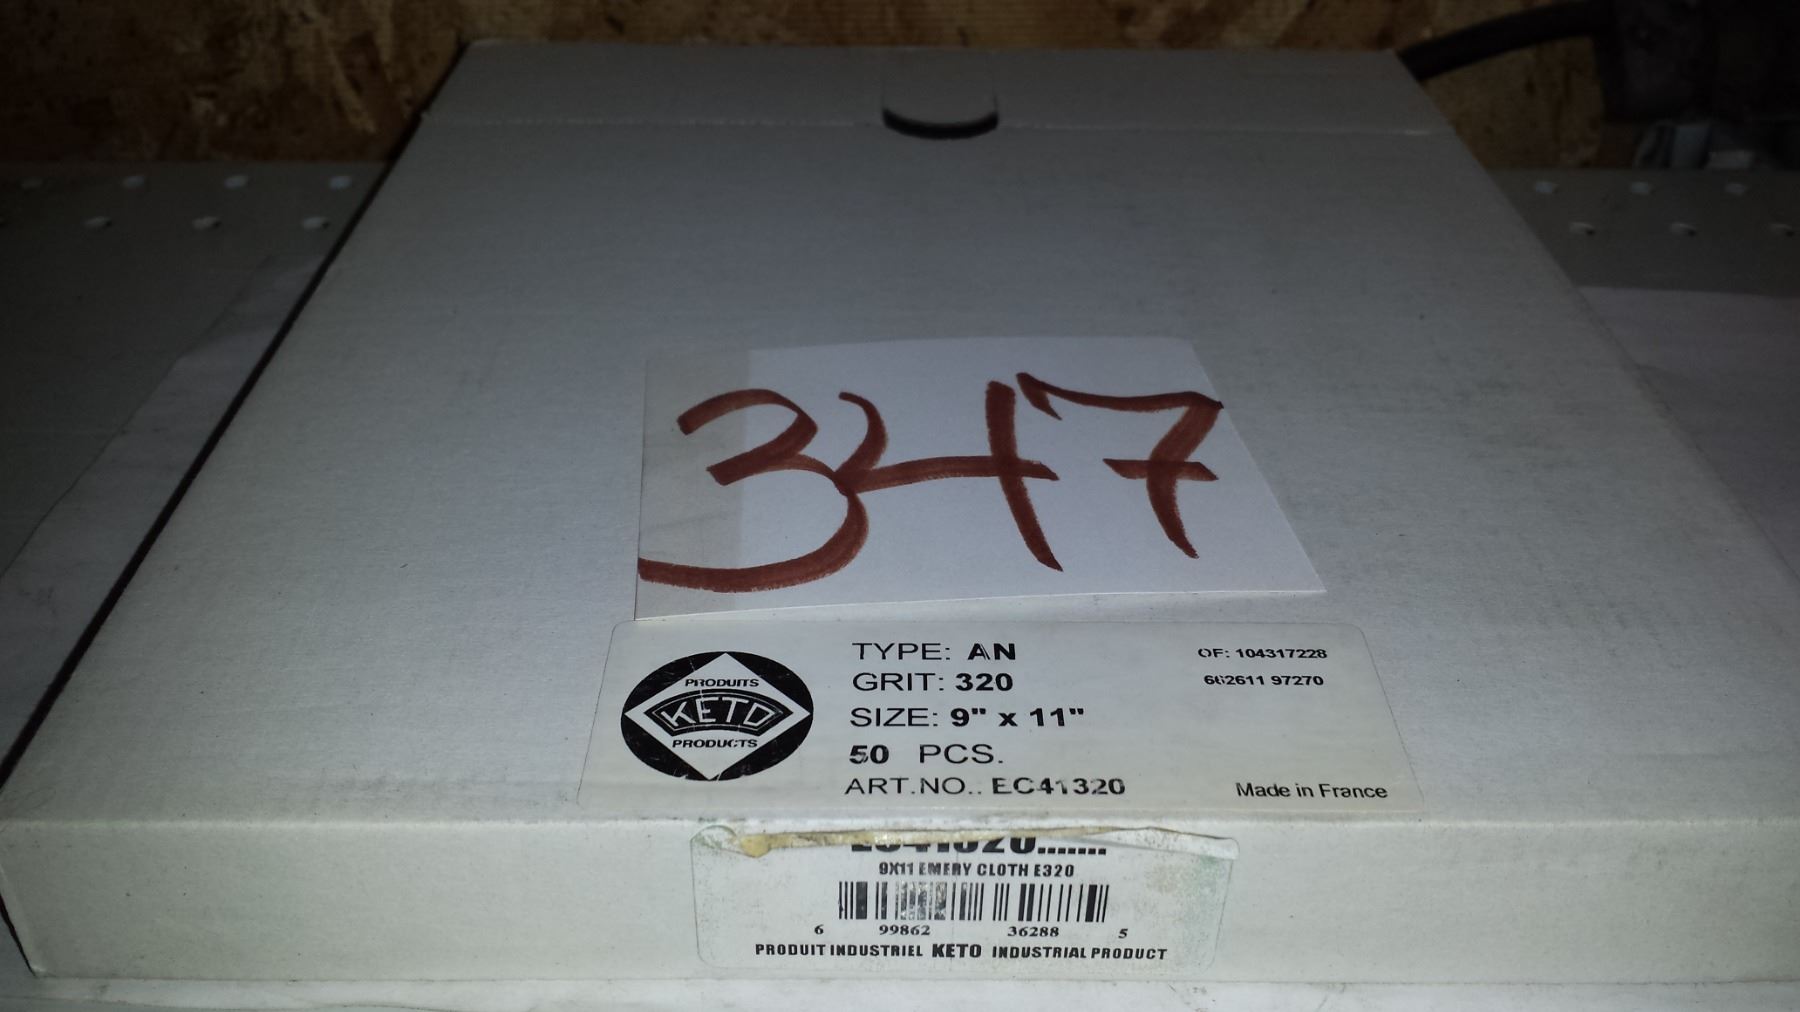 347
PRODUITS
KETO
PRODUCTS
TYPE: AN
GRIT: 320
SIZE: 9" x 11"
50 PCS.
ART.NO.. EC41320
OF: 104317228
662611 97270
Made in France
9X11 EMERY CLOTH E320
6 99862 36288 5
PRODUIT INDUSTRIEL KETO INDUSTRIAL PRODUCT